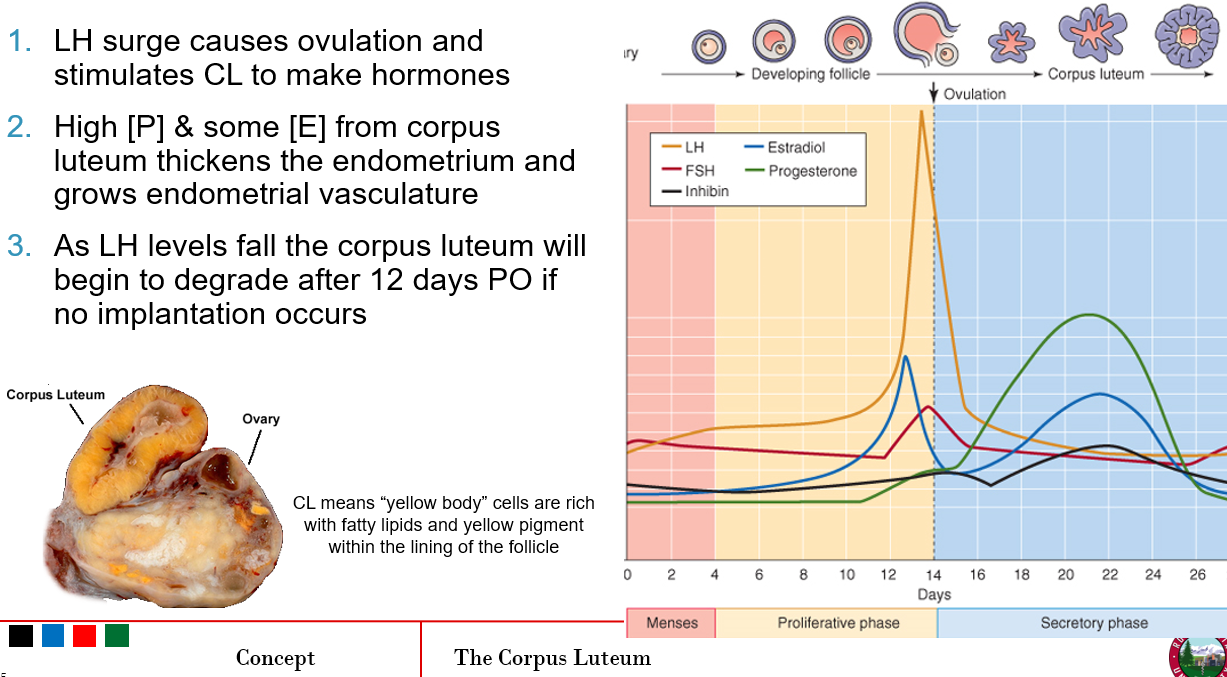 1. LH surge causes ovulation and
stimulates CL to make hormones
2. High [P] & some [E] from corpus
luteum thickens the endometrium and
grows endometrial vasculature
3. As LH levels fall the corpus luteum will
begin to degrade after 12 days PO if
no implantation occurs
Corpus Luteum
Ovary
CL means “yellow body” cells are rich
with fatty lipids and yellow pigment
within the lining of the follicle
ry
Developing follicle
Corpus luteum
Ovulation
LH
Estradiol
FSH
Progesterone
Inhibin
0 2 4 6 8 10 12 14 16 18 20 22 24 26
Days
Menses
Proliferative phase
Secretory phase
Concept
The Corpus Luteum